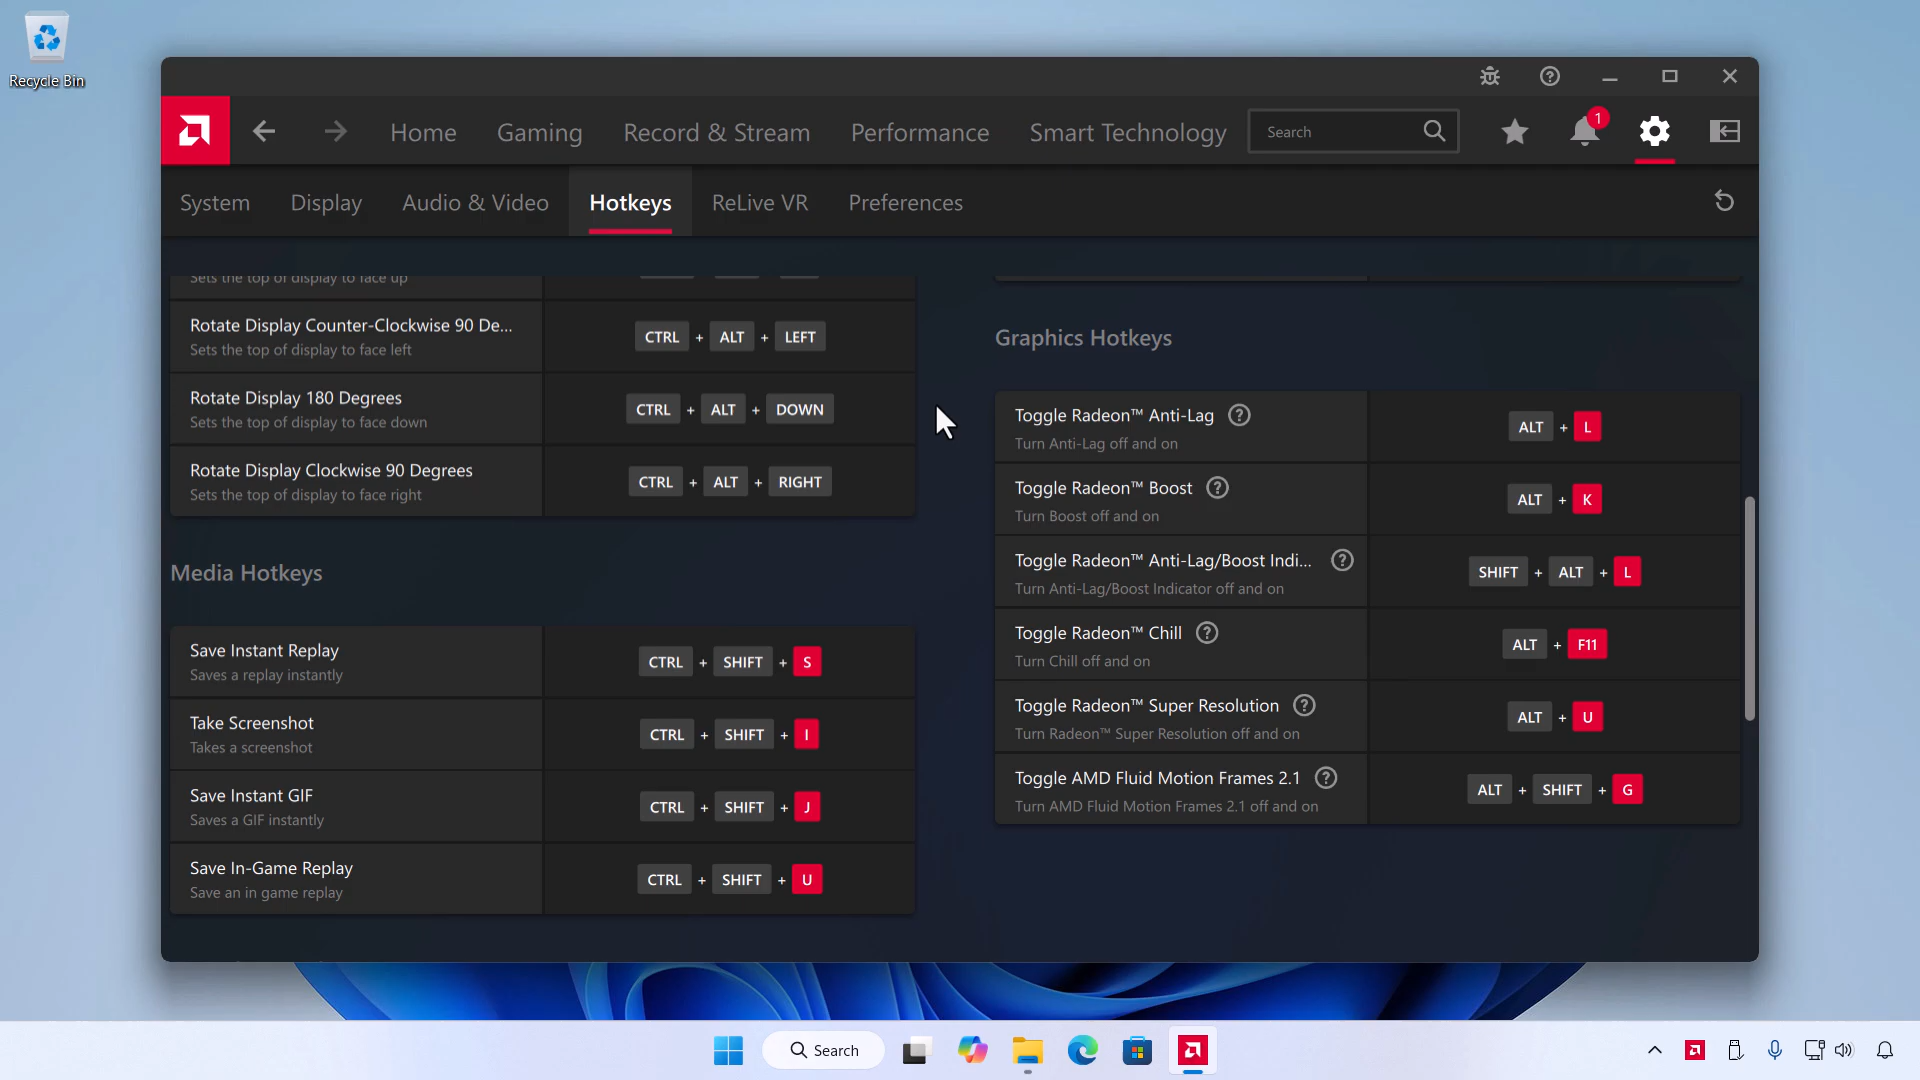 Recycle Bin
1
Home
Gaming
Record & Stream
Performance
Smart Technology
Search
System
Display
Audio & Video
Hotkeys
ReLive VR
Preferences
Sets the top of display to face up
Rotate Display Counter-Clockwise 90 De...
Sets the top of display to face left
CTRL + ALT + LEFT
Rotate Display 180 Degrees
Sets the top of display to face down
CTRL + ALT + DOWN
Rotate Display Clockwise 90 Degrees
Sets the top of display to face right
CTRL + ALT + RIGHT
Media Hotkeys
Save Instant Replay
Saves a replay instantly
CTRL + SHIFT + S
Take Screenshot
Takes a screenshot
CTRL + SHIFT + I
Save Instant GIF
Saves a GIF instantly
CTRL + SHIFT + J
Save In-Game Replay
Save an in game replay
CTRL + SHIFT + U
Graphics Hotkeys
Toggle Radeon™ Anti-Lag
Turn Anti-Lag off and on
ALT + L
Toggle Radeon™ Boost
Turn Boost off and on
ALT + K
Toggle Radeon™ Anti-Lag/Boost Indi...
Turn Anti-Lag/Boost Indicator off and on
SHIFT + ALT + L
Toggle Radeon™ Chill
Turn Chill off and on
ALT + F11
Toggle Radeon™ Super Resolution
Turn Radeon™ Super Resolution off and on
ALT + U
Toggle AMD Fluid Motion Frames 2.1
Turn AMD Fluid Motion Frames 2.1 off and on
ALT + SHIFT + G
Search